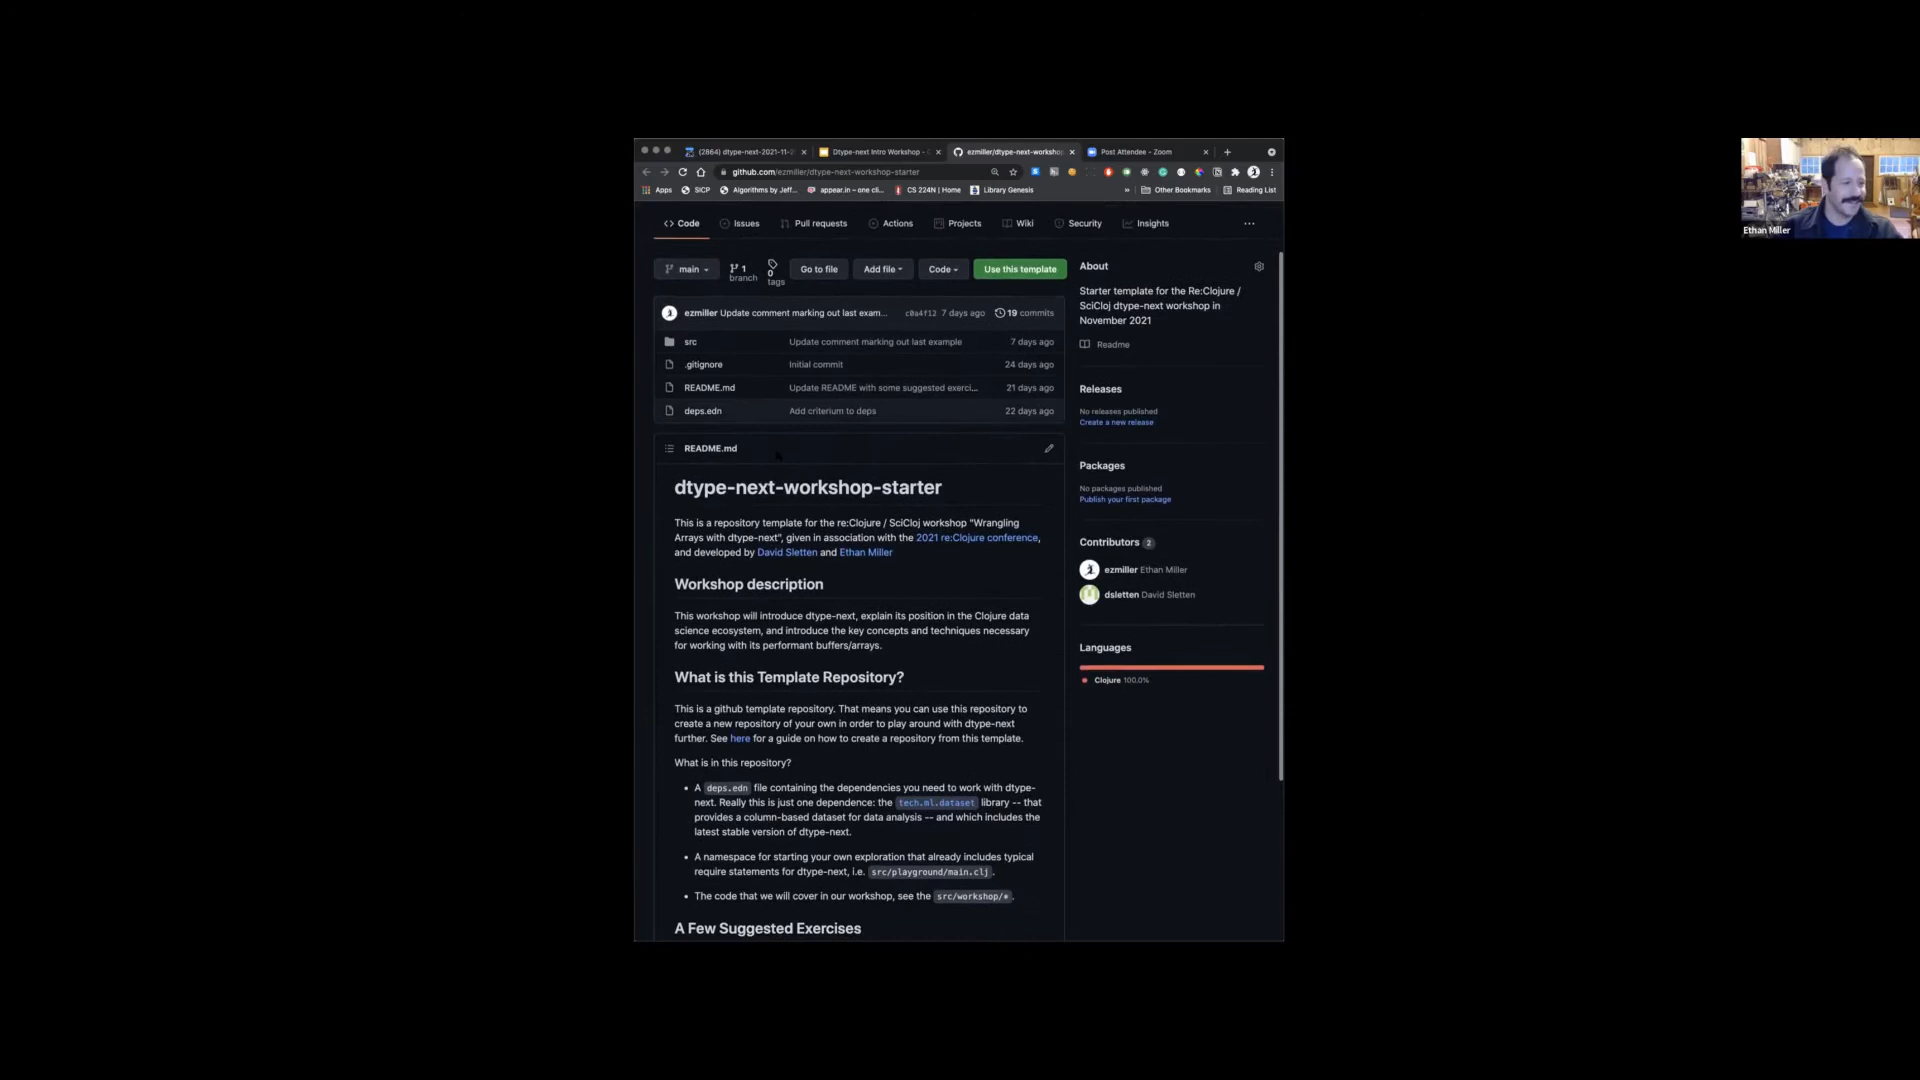 (2864) dtype-next-2021-11-2
Dtype-next Intro Workshop -
ezmiller/dtype-next-workshop
Post Attendee - Zoom
github.com/ezmiller/dtype-next-workshop-starter
Apps
SICP
Algorithms by Jeff...
appear.in – one cli...
CS 224N | Home
Library Genesis
»
Other Bookmarks
Reading List
Code
Issues
Pull requests
Actions
Projects
Wiki
Security
Insights
main
1
branch
0
tags
Go to file
Add file
Code
Use this template
ezmiller Update comment marking out last exam...
c0a4f12 7 days ago
19 commits
src
Update comment marking out last example
7 days ago
.gitignore
Initial commit
24 days ago
README.md
Update README with some suggested exerci...
21 days ago
deps.edn
Add criterium to deps
22 days ago
README.md
dtype-next-workshop-starter
This is a repository template for the re:Clojure / SciCloj workshop "Wrangling
Arrays with dtype-next", given in association with the 2021 re:Clojure conference,
and developed by David Sletten and Ethan Miller
Workshop description
This workshop will introduce dtype-next, explain its position in the Clojure data
science ecosystem, and introduce the key concepts and techniques necessary
for working with its performant buffers/arrays.
What is this Template Repository?
This is a github template repository. That means you can use this repository to
create a new repository of your own in order to play around with dtype-next
further. See here for a guide on how to create a repository from this template.
What is in this repository?
• A deps.edn file containing the dependencies you need to work with dtype-
next. Really this is just one dependence: the tech.ml.dataset library -- that
provides a column-based dataset for data analysis -- and which includes the
latest stable version of dtype-next.
• A namespace for starting your own exploration that already includes typical
require statements for dtype-next, i.e. src/playground/main.clj.
• The code that we will cover in our workshop, see the src/workshop/*.
A Few Suggested Exercises
About
Starter template for the Re:Clojure /
SciCloj dtype-next workshop in
November 2021
Readme
Releases
No releases published
Create a new release
Packages
No packages published
Publish your first package
Contributors 2
ezmiller Ethan Miller
dsletten David Sletten
Languages
Clojure 100.0%
Ethan Miller